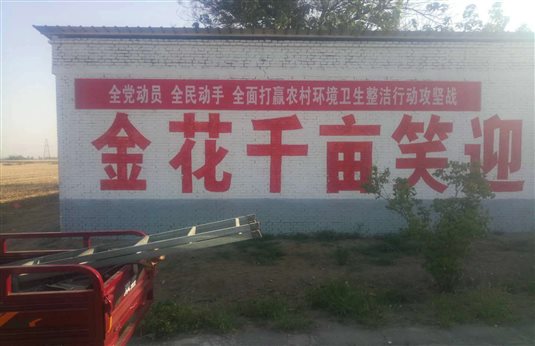 全党动员 全民动手 全面打赢农村环境卫生整洁行动攻坚战
金花千亩笑迎